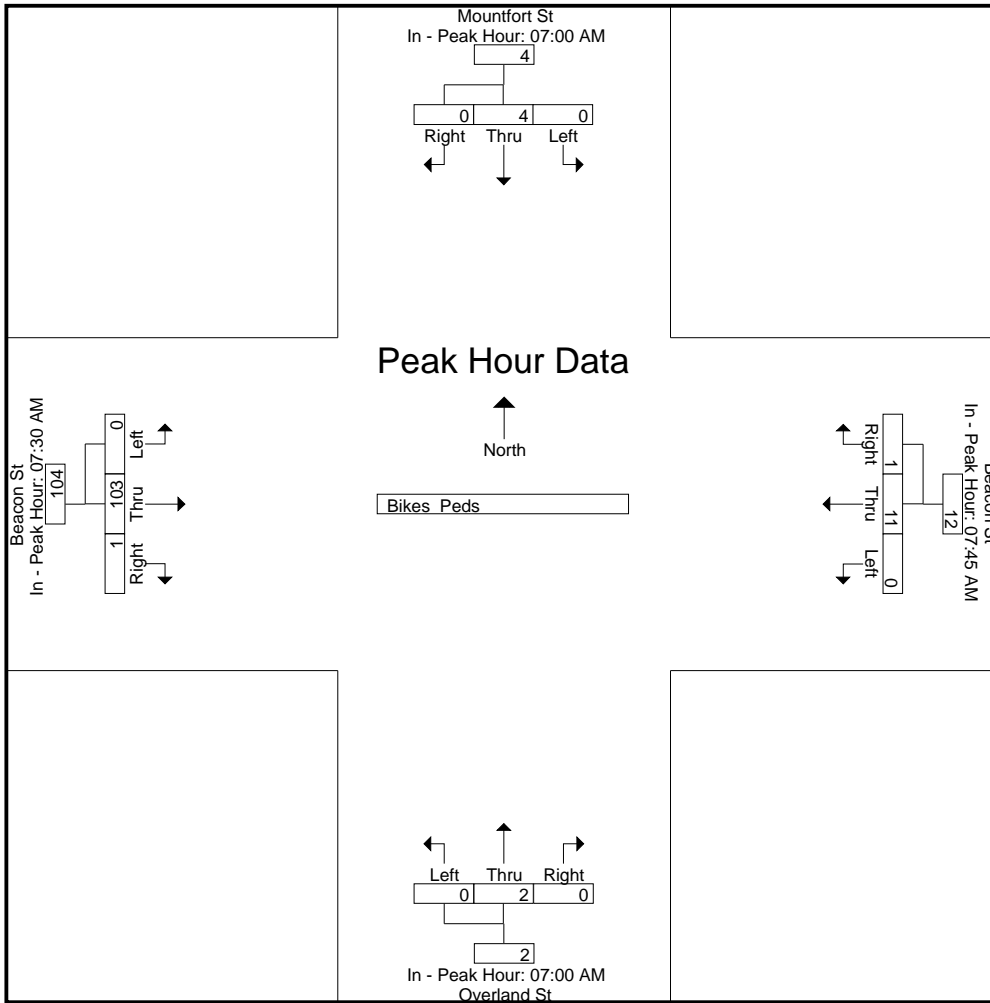 Mountfort St
In - Peak Hour: 07:00 AM
4
0 4 0
Right Thru Left
Peak Hour Data
North
Bikes Peds
Beacon St
In - Peak Hour: 07:30 AM
104
0 103 1
Left Thru Right
Beacon St
In - Peak Hour: 07:45 AM
12
1 11 0
Right Thru Left
Left Thru Right
0 2 0
2
In - Peak Hour: 07:00 AM
Overland St